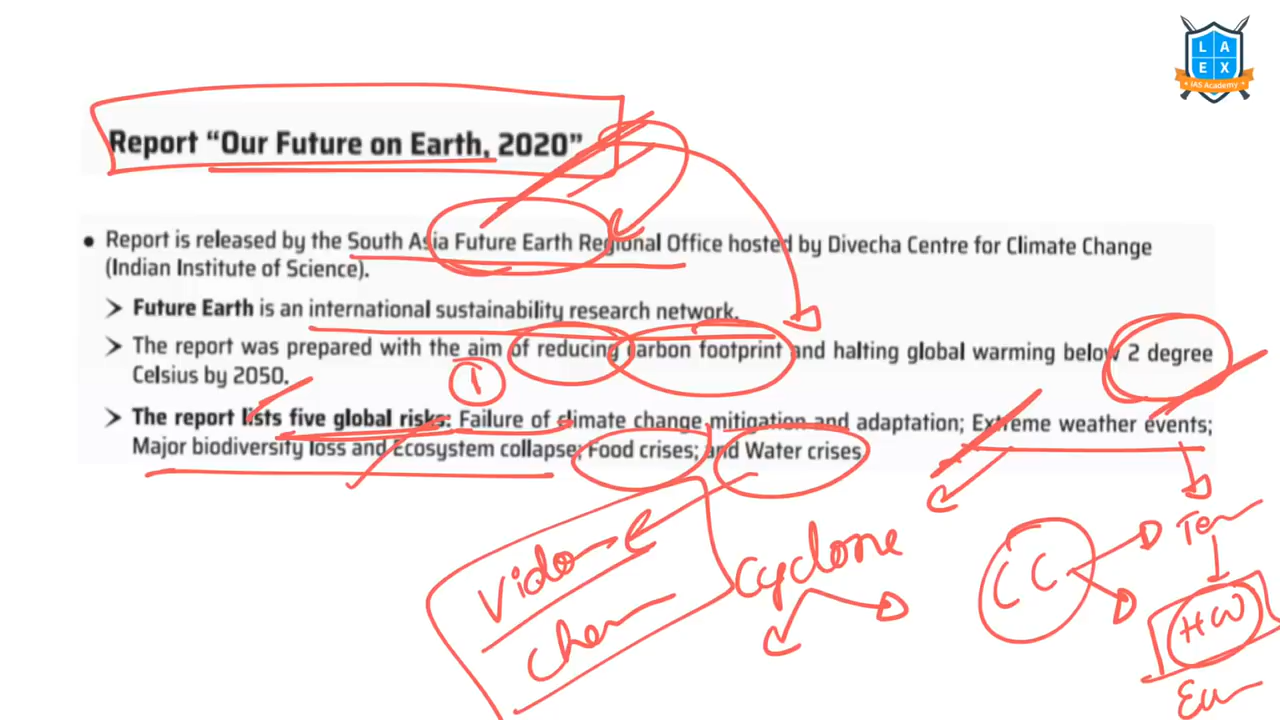 L A
E X
IAS Academy
Report “Our Future on Earth, 2020”
● Report is released by the South Asia Future Earth Regional Office hosted by Divecha Centre for Climate Change
(Indian Institute of Science).
➤ Future Earth is an international sustainability research network.
➤ The report was prepared with the aim of reducing carbon footprint and halting global warming below 2 degree
Celsius by 2050.
1
➤ The report lists five global risks: Failure of climate change mitigation and adaptation; Extreme weather events;
Major biodiversity loss and Ecosystem collapse; Food crises; and Water crises
Cyclone
CC
HW